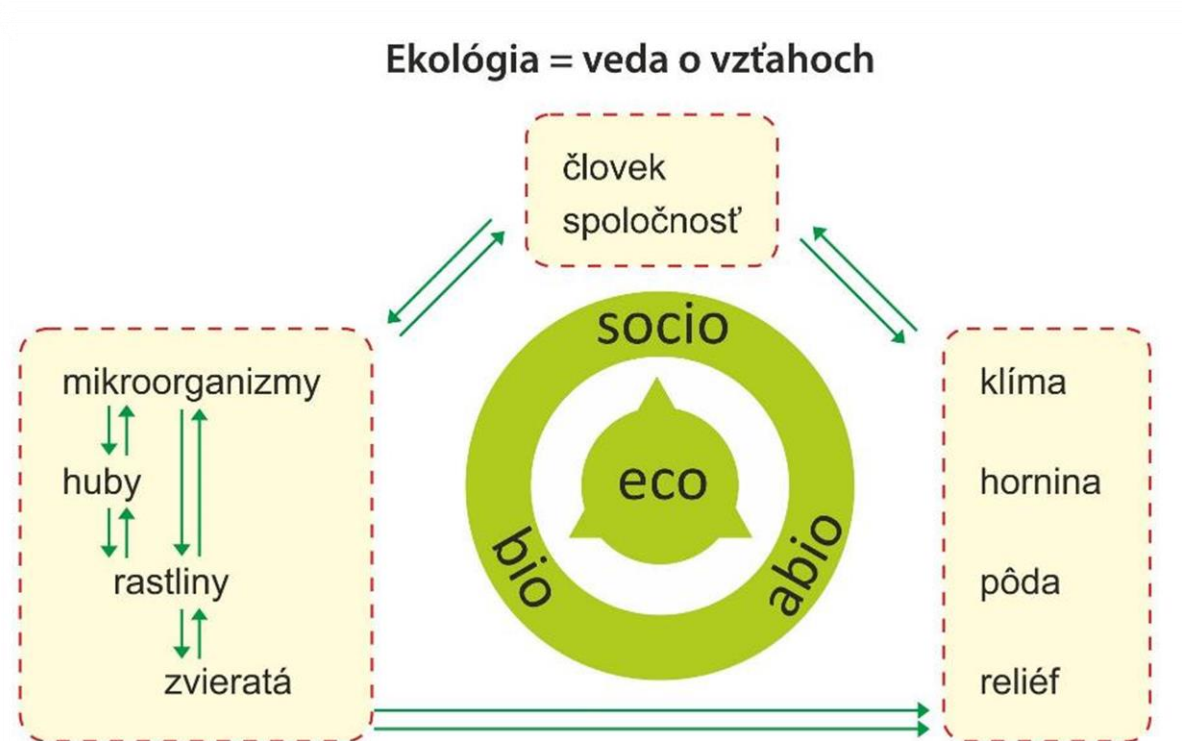 Ekológia = veda o vzťahoch
človek
spoločnosť
socio
eco
bio
abio
mikroorganizmy
huby
rastliny
zvieratá
klíma
hornina
pôda
reliéf